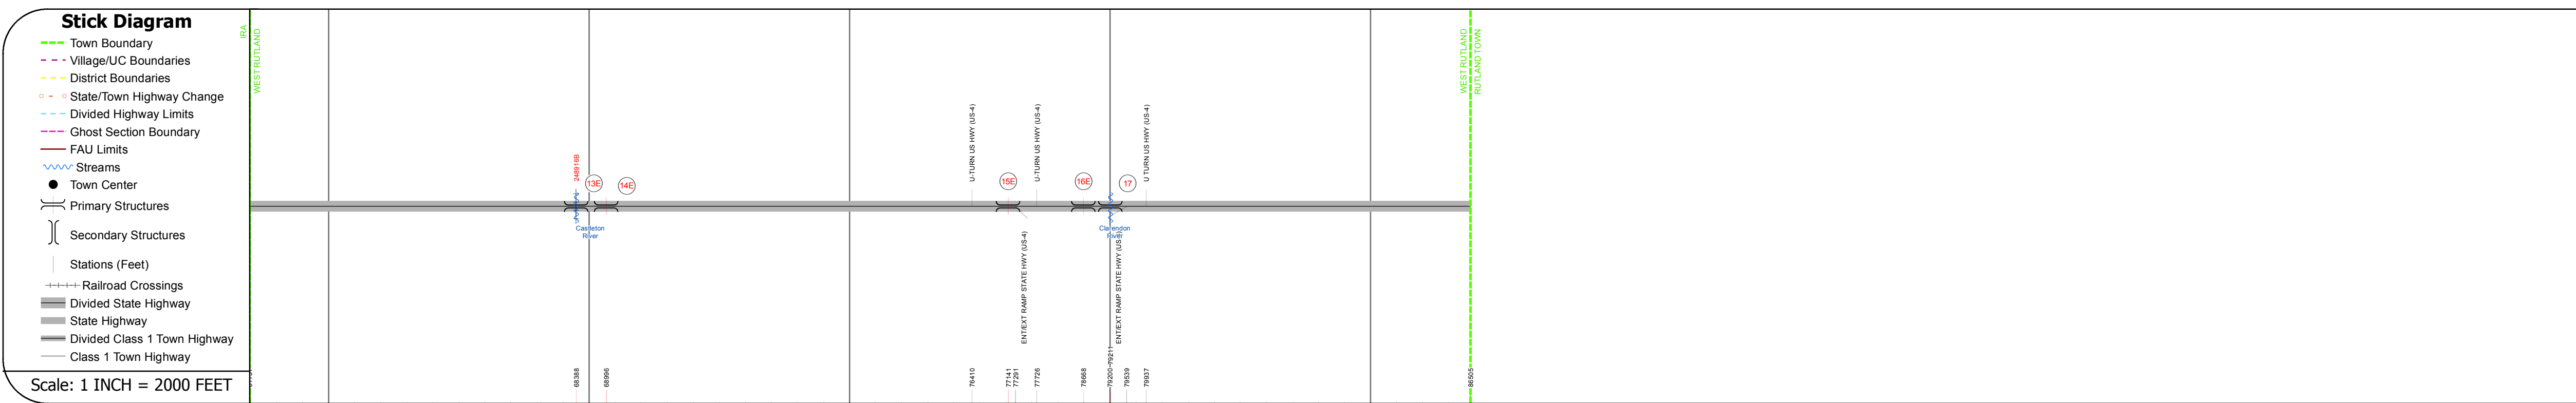 Stick Diagram
Town Boundary
Village/UC Boundaries
District Boundaries
State/Town Highway Change
Divided Highway Limits
Ghost Section Boundary
FAU Limits
Streams
Town Center
Primary Structures
Secondary Structures
Stations (Feet)
Railroad Crossings
Divided State Highway
State Highway
Divided Class 1 Town Highway
Class 1 Town Highway
Scale: 1 INCH = 2000 FEET
IRA
WEST RUTLAND
248916B
13E
14E
Castleton
River
U-TURN US HWY (US-4)
15E
U-TURN US HWY (US-4)
16E
17
U TURN US HWY (US-4)
Clarendon
River
ENT/EXT RAMP STATE HWY (US-4)
ENT/EXT RAMP STATE HWY (US-4)
WEST RUTLAND
RUTLAND TOWN
68388
68996
76410
77141
77291
77726
78668
79200-79211
79539
79937
86505